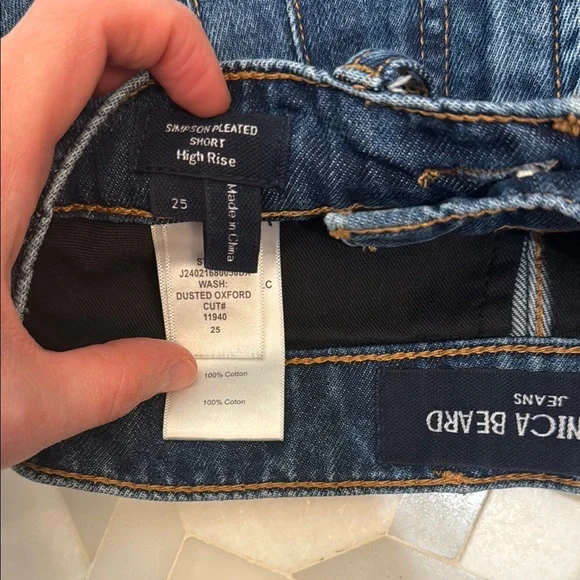 SIMPSON PLEATED
SHORT
High Rise
25
Made in China
J24021680050DX
WASH:
DUSTED OXFORD
CUT#
11940
25
C
100% Cotton
100% Coton
NICA BEARD
JEANS